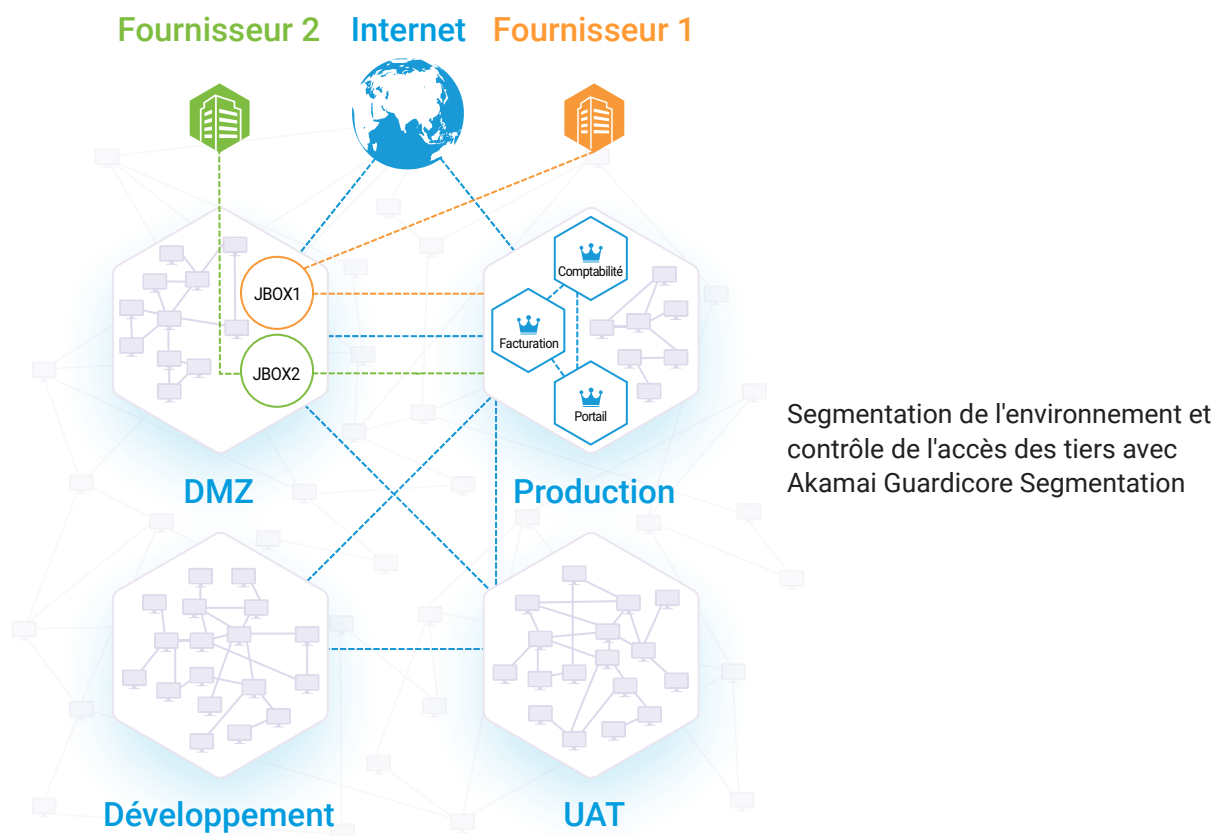 Fournisseur 2
Internet
Fournisseur 1
Comptabilité
JBOX1
Facturation
JBOX2
Portail
Segmentation de l'environnement et
contrôle de l'accès des tiers avec
Akamai Guardicore Segmentation
DMZ
Production
Développement
UAT